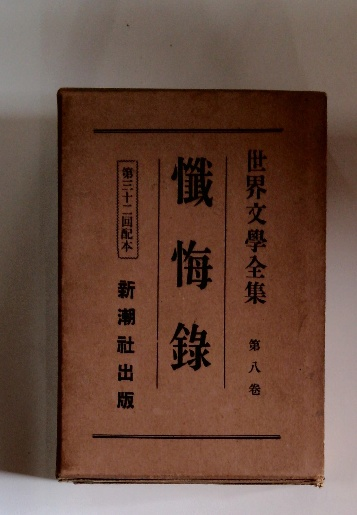 世界文學全集 第八卷
懺悔錄
第三十二回配本
新潮社出版